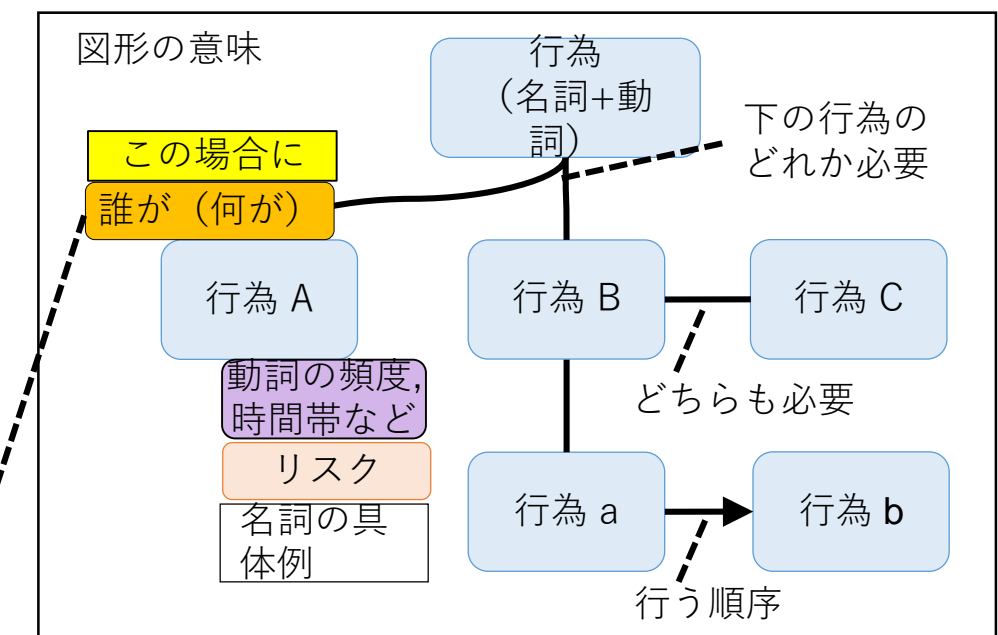 図形の意味
行為
（名詞+動
詞）
下の行為の
どれか必要
この場合に
誰が（何が）
行為 A
行為 B
行為 C
動詞の頻度,
時間帯など
どちらも必要
リスク
名詞の具
体例
行為 a
行為 b
行う順序